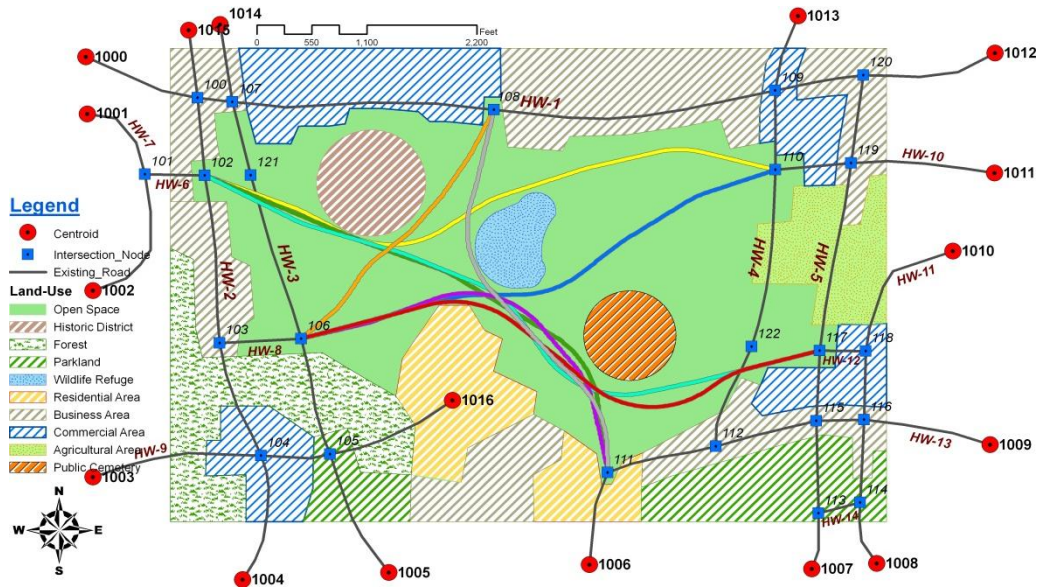 1014
1015
1013
Feet
0 550 1,100 2,200
1000
1012
100
107
120
109
108
HW-1
1001
HW-7
101
102
121
110
119
HW-10
HW-6
1011
Legend
Centroid
Intersection_Node
Existing_Road
Land-Use
Open Space
Historic District
Forest
Parkland
Wildlife Refuge
Residential Area
Business Area
Commercial Area
Agricultural Area
Public Cemetery
HW-2
HW-3
HW-4
HW-5
1010
HW-11
1002
103
HW-8
106
122
117
HW-12
118
1016
115
116
HW-13
1009
HW-9
104
105
112
111
1003
113
114
HW-14
N
W E
S
1004
1005
1006
1007
1008